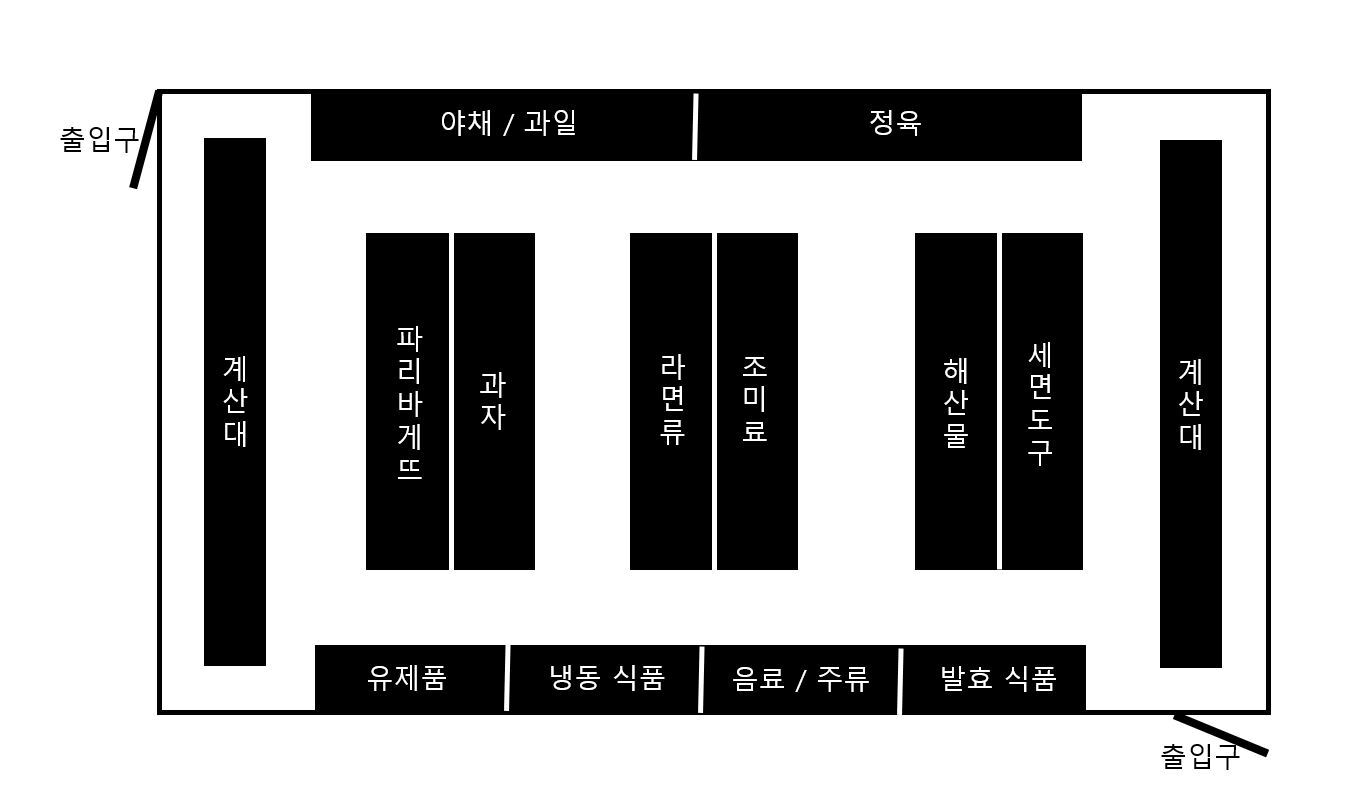 출입구
야채 / 과일
정육
계산대
파리바게뜨
과자
라면류
조미료
해산물
세면도구
계산대
유제품
냉동 식품
음료 / 주류
발효 식품
출입구